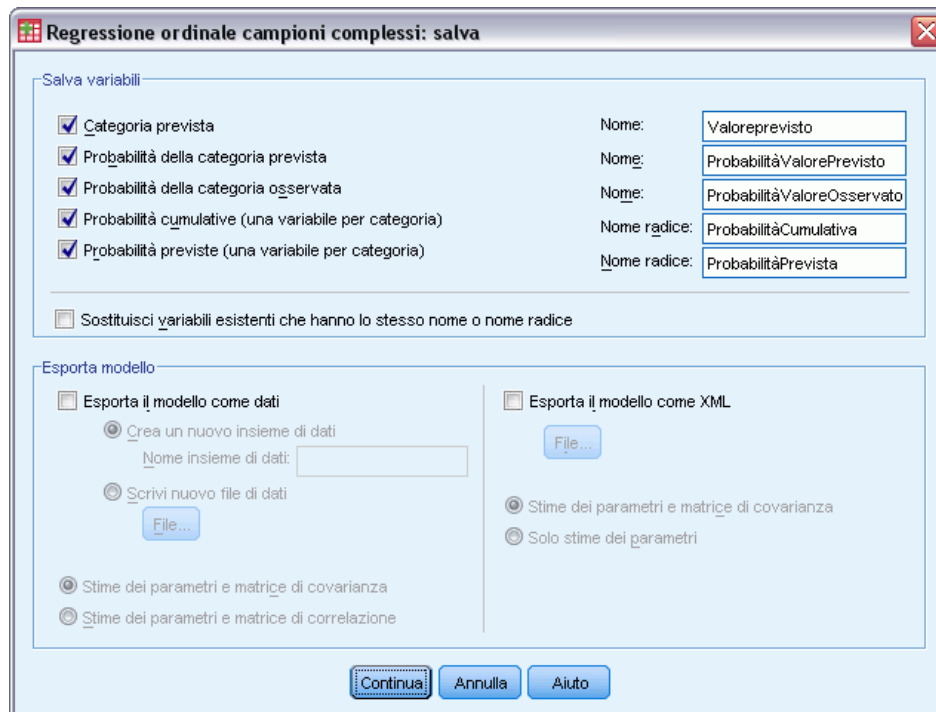 Regressione ordinale campioni complessi: salva
Salva variabili
Categoria prevista
Nome:
Valoreprevisto
Probabilità della categoria prevista
Nome:
ProbabilitàValorePrevisto
Probabilità della categoria osservata
Nome:
ProbabilitàValoreOsservato
Probabilità cumulative (una variabile per categoria)
Nome radice:
ProbabilitàCumulativa
Probabilità previste (una variabile per categoria)
Nome radice:
ProbabilitàPrevista
Sostituisci variabili esistenti che hanno lo stesso nome o nome radice
Esporta modello
Esporta il modello come dati
Crea un nuovo insieme di dati
Nome insieme di dati:
Scrivi nuovo file di dati
File...
Stime dei parametri e matrice di covarianza
Stime dei parametri e matrice di correlazione
Esporta il modello come XML
File...
Stime dei parametri e matrice di covarianza
Solo stime dei parametri
Continua
Annulla
Aiuto